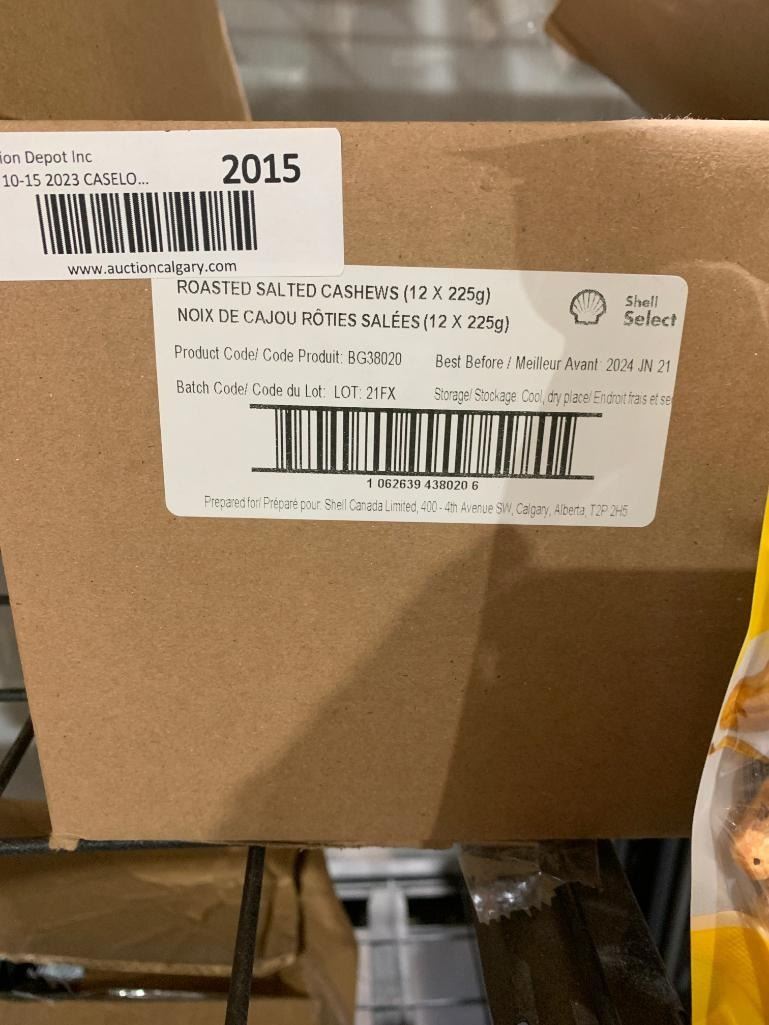 ion Depot Inc
10-15 2023 CASELO...
2015
www.auctioncalgary.com
ROASTED SALTED CASHEWS (12 X 225g)
NOIX DE CAJOU RÔTIES SALÉES (12 X 225g)
Shell
Select
Product Code/ Code Produit: BG38020
Best Before / Meilleur Avant: 2024 JN 21
Batch Code/ Code du Lot: LOT: 21FX
Storage/ Stockage: Cool, dry place/ Endroit frais et se
1 062639 438020 6
Prepared for/ Préparé pour: Shell Canada Limited, 400 - 4th Avenue SW, Calgary, Alberta, T2P 2H5